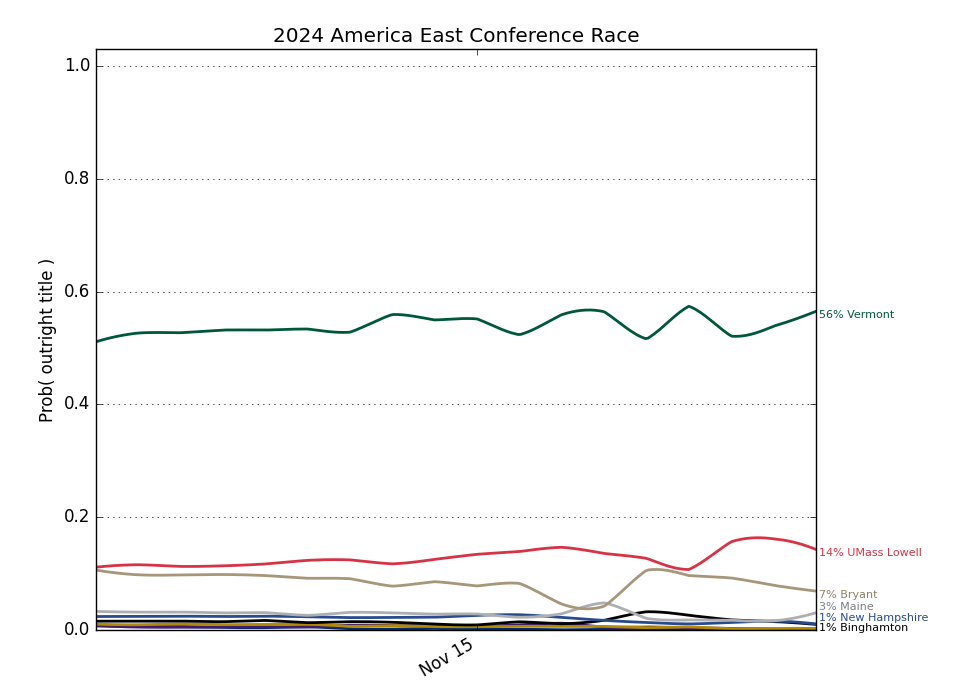 2024 America East Conference Race
1.0
0.8
0.6
0.4
0.2
0.0
Prob( outright title )
Nov 15
56% Vermont
14% UMass Lowell
7% Bryant
3% Maine
1% New Hampshire
1% Binghamton